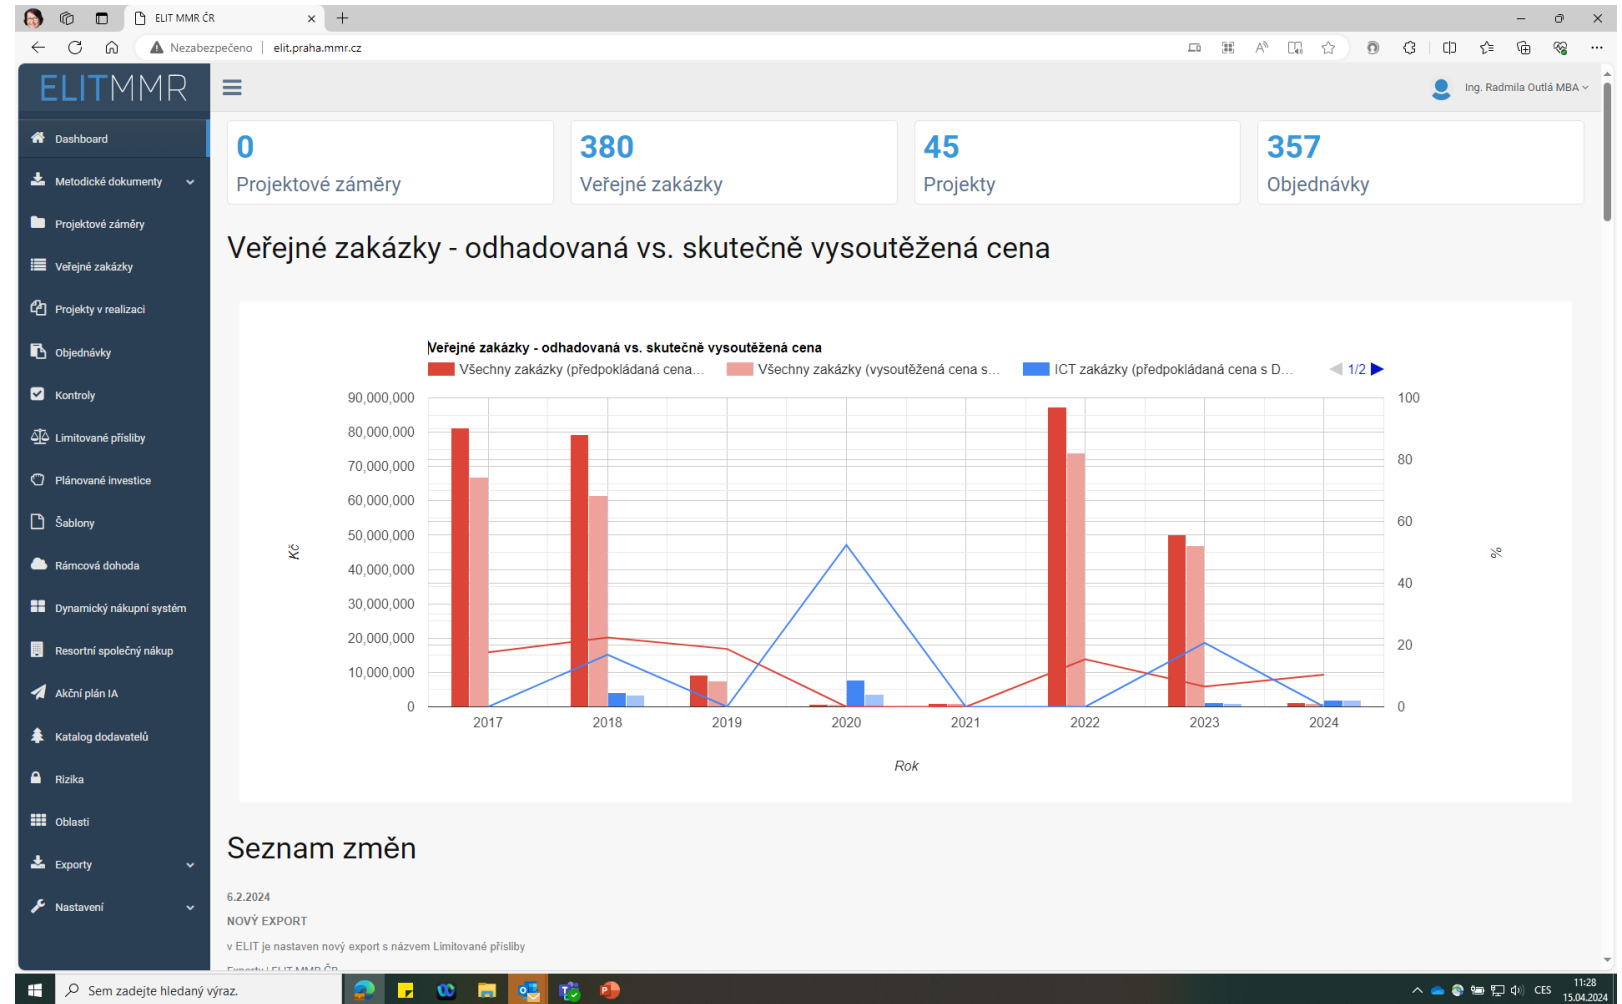 ELIT MMR ČR
Nezabezpečeno | elit.praha.mmr.cz
ELITMMR
Ing. Radmila Outlá MBA
Dashboard
Metodické dokumenty
Projektové záměry
Veřejné zakázky
Projekty v realizaci
Objednávky
Kontroly
Limitované přísliby
Plánované investice
Šablony
Rámcová dohoda
Dynamický nákupní systém
Resortní společný nákup
Akční plán IA
Katalog dodavatelů
Rizika
Oblasti
Exporty
Nastavení
0
Projektové záměry
380
Veřejné zakázky
45
Projekty
357
Objednávky
Veřejné zakázky - odhadovaná vs. skutečně vysoutěžená cena
Veřejné zakázky - odhadovaná vs. skutečně vysoutěžená cena
Všechny zakázky (předpokládaná cena... Všechny zakázky (vysoutěžená cena s... ICT zakázky (předpokládaná cena s D... 1/2
90,000,000
80,000,000
70,000,000
60,000,000
50,000,000
40,000,000
30,000,000
20,000,000
10,000,000
0
Kč
100
80
60
40
20
0
%
2017 2018 2019 2020 2021 2022 2023 2024
Rok
Seznam změn
6.2.2024
NOVÝ EXPORT
v ELIT je nastaven nový export s názvem Limitované přísliby
Exporty | ELIT MMR ČR
Sem zadejte hledaný výraz.
CES
11:28
15.04.2024